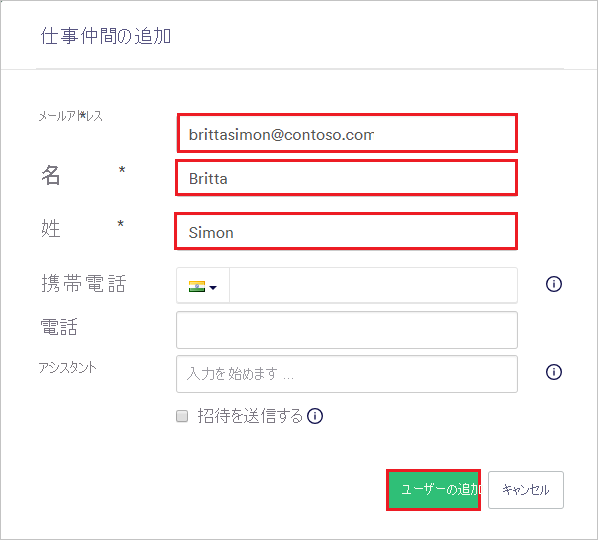 仕事仲間の追加
メールアドレス *
brittasimon@contoso.com
名 *
Britta
姓 *
Simon
携帯電話
電話
アシスタント
入力を始めます ...
招待を送信する
ユーザーの追加
キャンセル